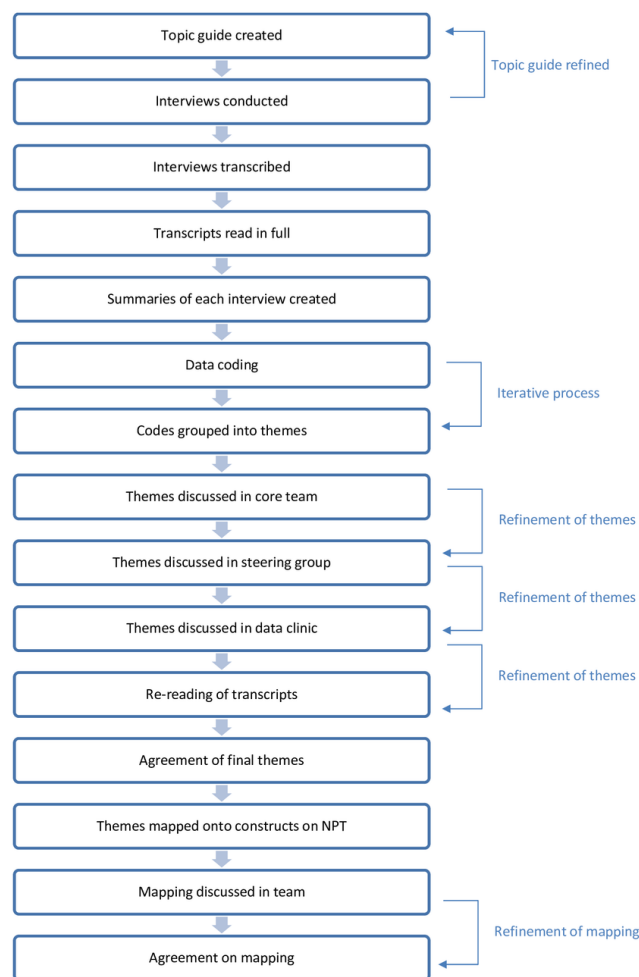 Topic guide created
Topic guide refined
Interviews conducted
Interviews transcribed
Transcripts read in full
Summaries of each interview created
Data coding
Iterative process
Codes grouped into themes
Themes discussed in core team
Refinement of themes
Themes discussed in steering group
Refinement of themes
Themes discussed in data clinic
Refinement of themes
Re-reading of transcripts
Agreement of final themes
Themes mapped onto constructs on NPT
Mapping discussed in team
Refinement of mapping
Agreement on mapping